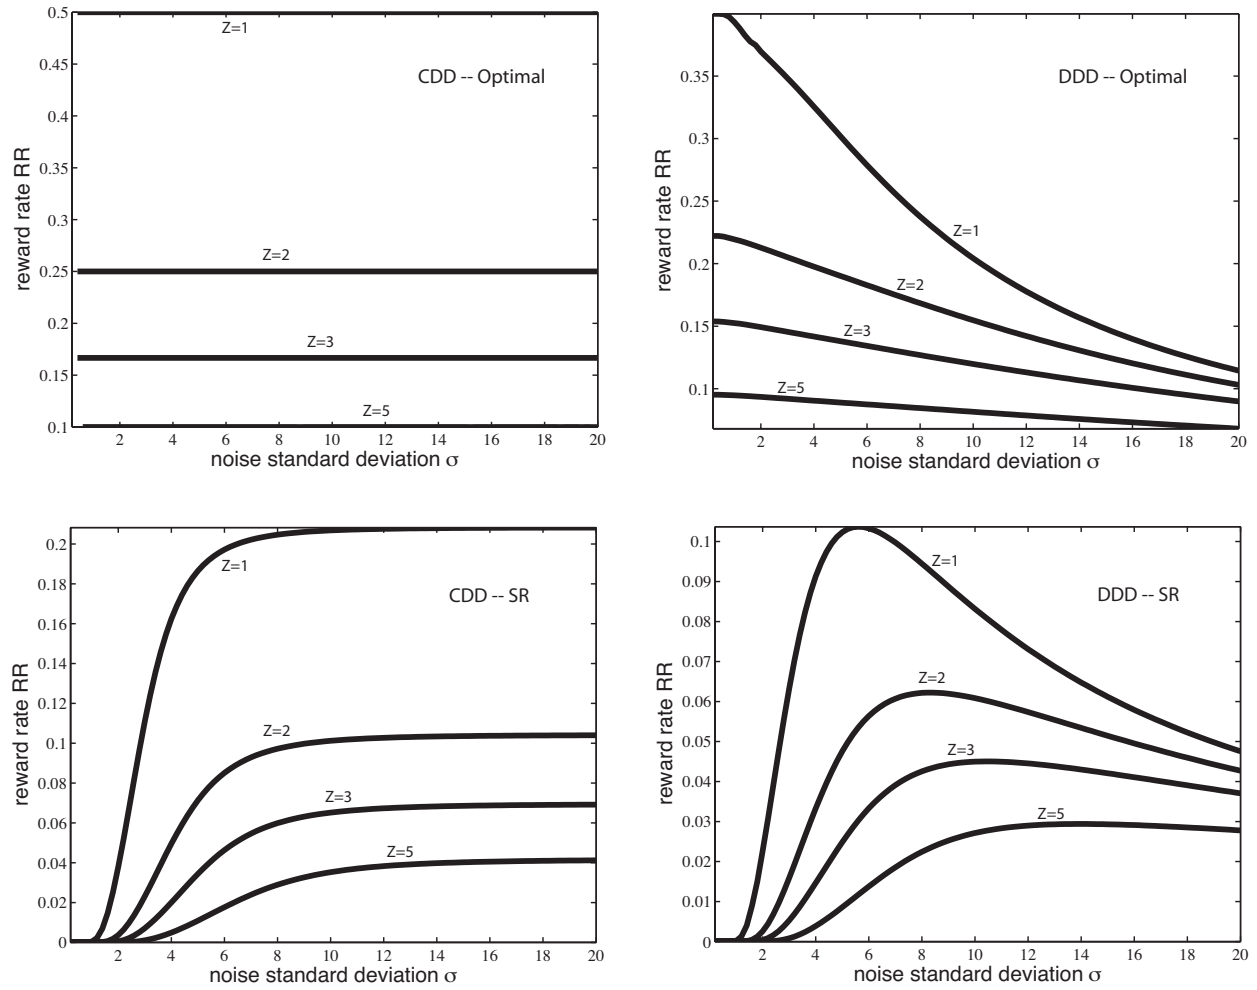 0.5
Z=1
0.45
CDD -- Optimal
0.5
0.35
reward rate RR
0.3
Z=2
0.25
0.2
Z=3
0.15
Z=5
0.1
2 4 6 8 10 12 14 16 18 20
noise standard deviation σ
0.35
DDD -- Optimal
0.3
reward rate RR
0.25
Z=1
0.2
Z=2
0.15
Z=3
Z=5
0.1
2 4 6 8 10 12 14 16 18 20
noise standard deviation σ
0.2
Z=1
0.18
CDD -- SR
0.16
0.14
reward rate RR
0.12
Z=2
0.1
0.08
Z=3
0.06
Z=5
0.04
0.02
0
2 4 6 8 10 12 14 16 18 20
noise standard deviation σ
0.1
Z=1
0.09
DDD -- SR
0.08
0.07
reward rate RR
Z=2
0.06
0.05
Z=3
0.04
Z=5
0.03
0.02
0.01
0
2 4 6 8 10 12 14 16 18 20
noise standard deviation σ